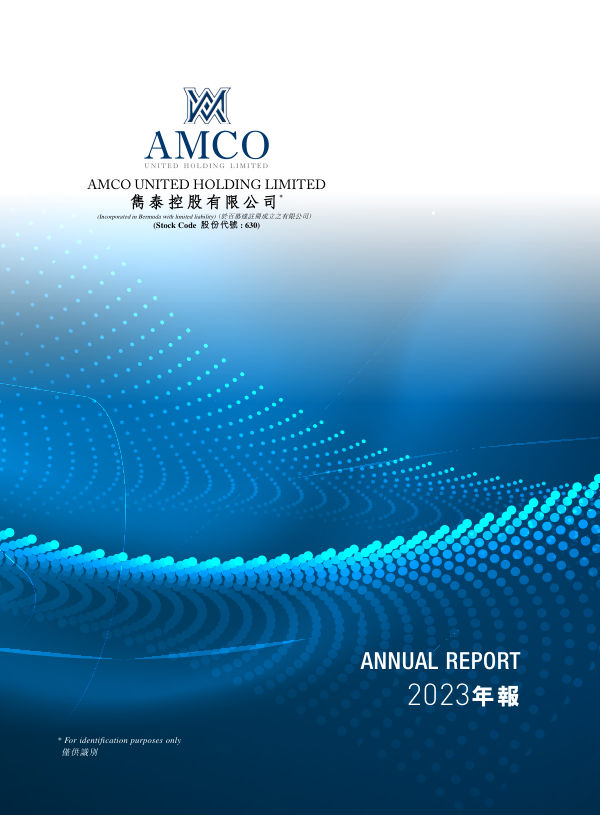 AMCO
UNITED HOLDING LIMITED
AMCO UNITED HOLDING LIMITED
雋泰控股有限公司*
(Incorporated in Bermuda with limited liability) (於百慕達註冊成立之有限公司)
(Stock Code 股份代號 : 630)
ANNUAL REPORT
2023年報
* For identification purposes only
僅供識別